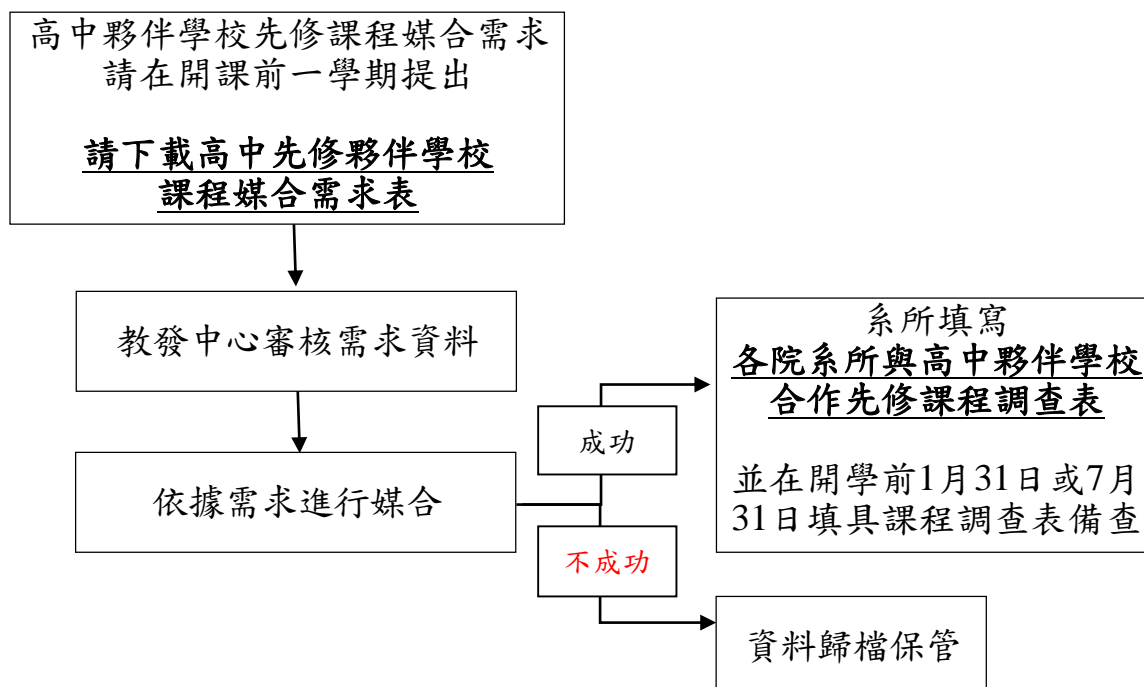 高中夥伴學校先修課程媒合需求
請在開課前一學期提出
請下載高中先修夥伴學校
課程媒合需求表
教發中心審核需求資料
依據需求進行媒合
成功
不成功
系所填寫
各院系所與高中夥伴學校
合作先修課程調查表
並在開學前1月31日或7月
31日填具課程調查表備查
資料歸檔保管